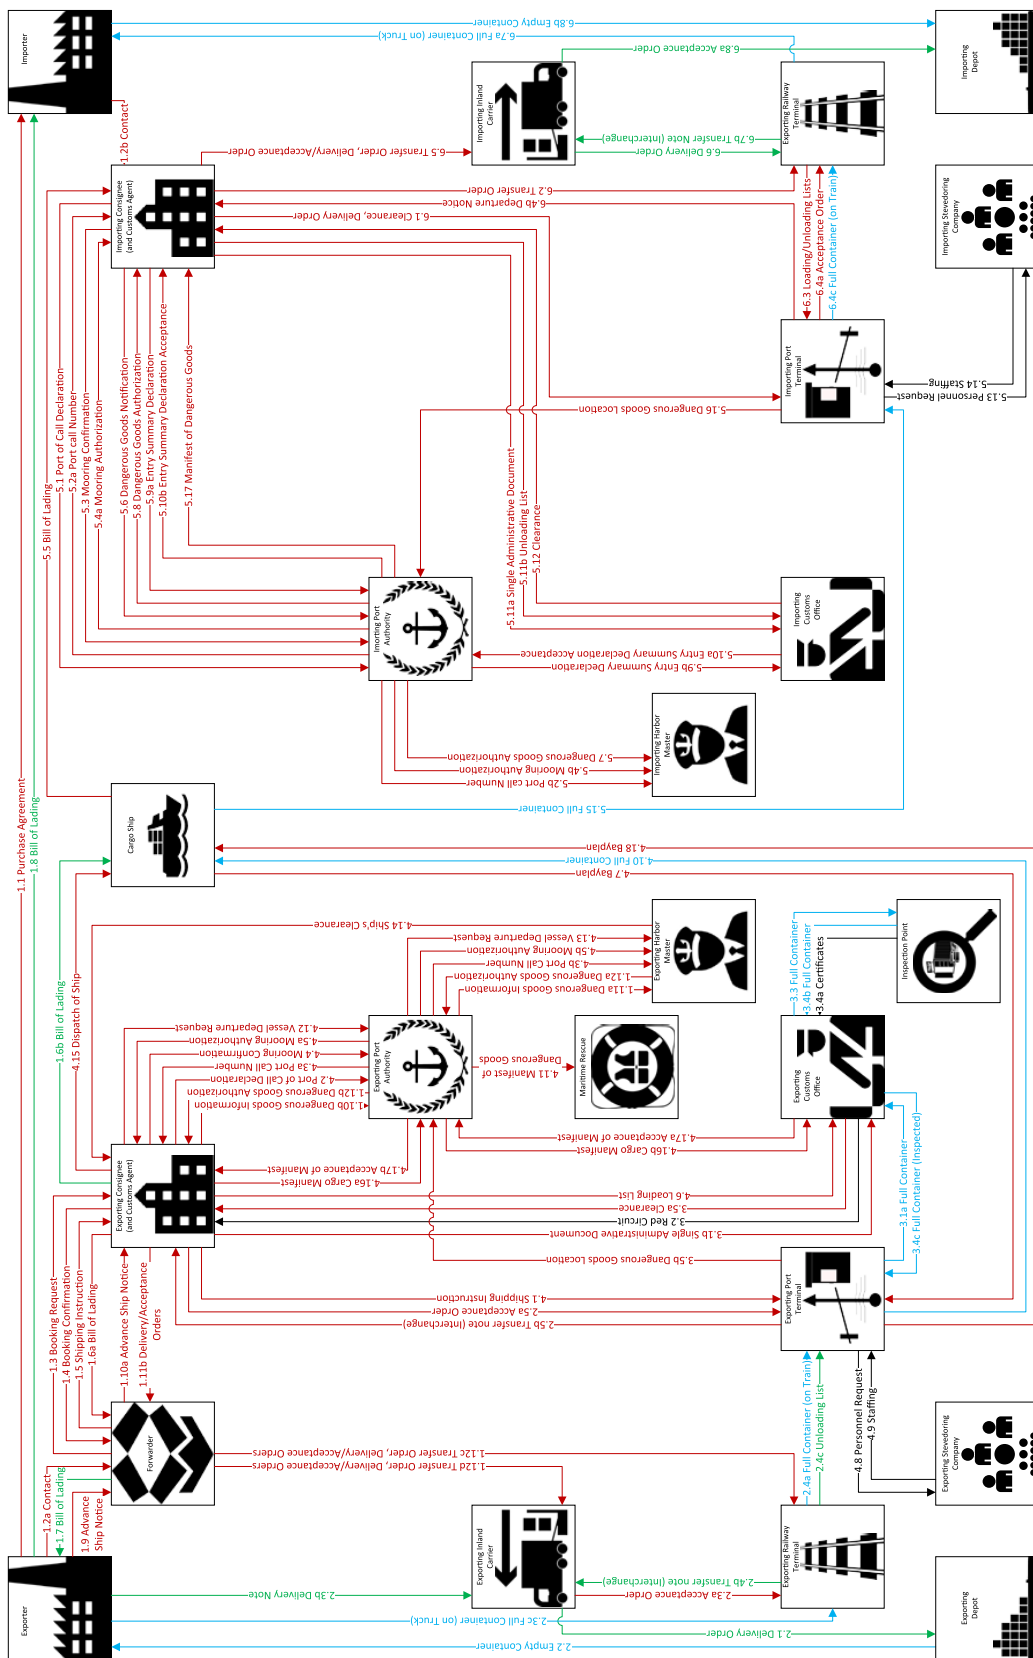 Importer
6.8b Empty Container
6.7a Full Container (on Truck)
6.8a Acceptance Order
Importing
Depot
Importing Inland
Carrier
Exporting Railway
Terminal
1.2b Contact
6.5 Transfer Order, Delivery/Acceptance Order
6.7b Transfer Note (Interchange)
6.6 Delivery Order
Importing Consignee
(and Customs Agent)
6.2 Transfer Order
6.4b Departure Notice
6.1 Clearance, Delivery Order
6.3 Loading/Unloading Lists
6.4a Acceptance Order
6.4c Full Container (on Train)
Importing Stevedoring
Company
5.5 Bill of Lading
5.1 Port of Call Declaration
5.2a Port call Number
5.3 Mooring Confirmation
5.4a Mooring Authorization
5.6 Dangerous Goods Notification
5.8 Dangerous Goods Authorization
5.9a Entry Summary Declaration
5.10b Entry Summary Declaration Acceptance
5.17 Manifest of Dangerous Goods
Importing Port
Terminal
5.16 Dangerous Goods Location
5.14 Staffing
5.13 Personnel Request
5.11a Single Administrative Document
5.11b Unloading List
5.12 Clearance
Imorting Port
Authority
Importing
Customs
Office
5.10a Entry Summary Declaration Acceptance
5.9b Entry Summary Declaration
5.7 Dangerous Goods Authorization
5.4b Mooring Authorization
5.2b Port call Number
Importing Harbor
Master
1.1 Purchase Agreement
1.8 Bill of Lading
Cargo Ship
5.15 Full Container
4.18 Bayplan
4.10 Full Container
4.7 Bayplan
1.6b Bill of Lading
4.15 Dispatch of Ship
4.14 Ship's Clearance
4.13 Vessel Departure Request
4.5b Mooring Authorization
4.3b Port Call Number
1.12a Dangerous Goods Authorization
1.11a Dangerous Goods Information
Exporting Harbor
Master
3.3 Full Container
3.4b Full Container
3.4a Certificates
Inspection Point
4.12 Vessel Departure Request
4.5a Mooring Authorization
4.4 Mooring Confirmation
4.3a Port Call Number
4.2 Port of Call Declaration
1.12b Dangerous Goods Authorization
1.10b Dangerous Goods Information
Exporting Port
Authority
4.11 Manifest of
Dangerous Goods
Maritime Rescue
Exporting
Customs
Office
4.17a Acceptance of Manifest
4.16b Cargo Manifest
4.17b Acceptance of Manifest
4.16a Cargo Manifest
Exporting Consignee
(and Customs Agent)
4.6 Loading List
3.5a Clearance
3.2 Red Circuit
3.1b Single Administrative Document
3.5b Dangerous Goods Location
3.1a Full Container
3.4c Full Container (Inspected)
1.3 Booking Request
1.4 Booking Confirmation
1.5 Shipping Instruction
1.6a Bill of Lading
1.10a Advance Ship Notice
1.11b Delivery/Acceptance
Orders
4.1 Shipping Instruction
2.5a Acceptance Order
2.5b Transfer note (Interchange)
Exporting Port
Terminal
2.4a Full Container (on Train)
2.4c Unloading List
4.8 Personnel Request
4.9 Staffing
Forwarder
1.12c Transfer Order, Delivery/Acceptance Orders
1.12d Transfer Order, Delivery/Acceptance Orders
Exporting Stevedoring
Company
1.2a Contact
1.7 Bill of Lading
1.9 Advance
Ship Notice
Exporting Inland
Carrier
Exporting Railway
Terminal
2.4b Transfer note (Interchange)
2.3a Acceptance Order
2.3b Delivery Note
2.3c Full Container (on Truck)
2.1 Delivery Order
2.2 Empty Container
Exporter
Exporting
Depot